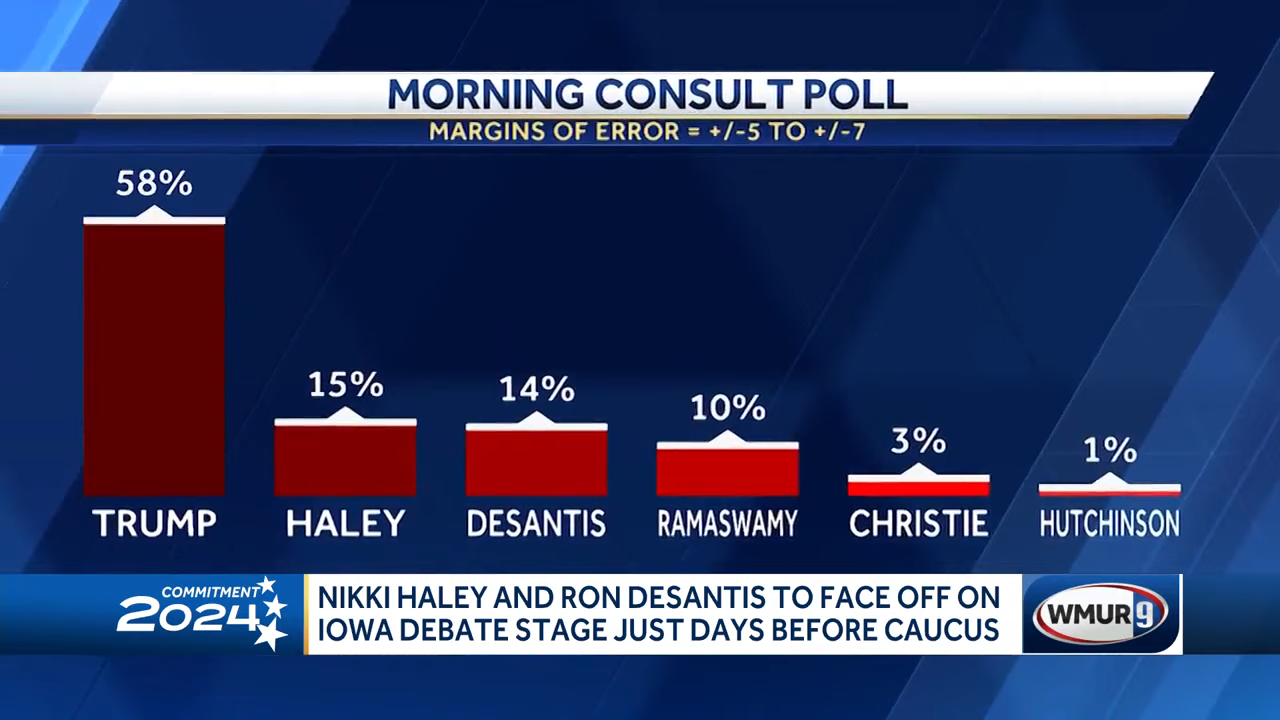 MORNING CONSULT POLL
MARGINS OF ERROR = +/-5 TO +/-7
58%
15%
14%
10%
3%
1%
TRUMP
HALEY
DESANTIS
RAMASWAMY
CHRISTIE
HUTCHINSON
COMMITMENT
2024
NIKKI HALEY AND RON DESANTIS TO FACE OFF ON
IOWA DEBATE STAGE JUST DAYS BEFORE CAUCUS
WMUR 9